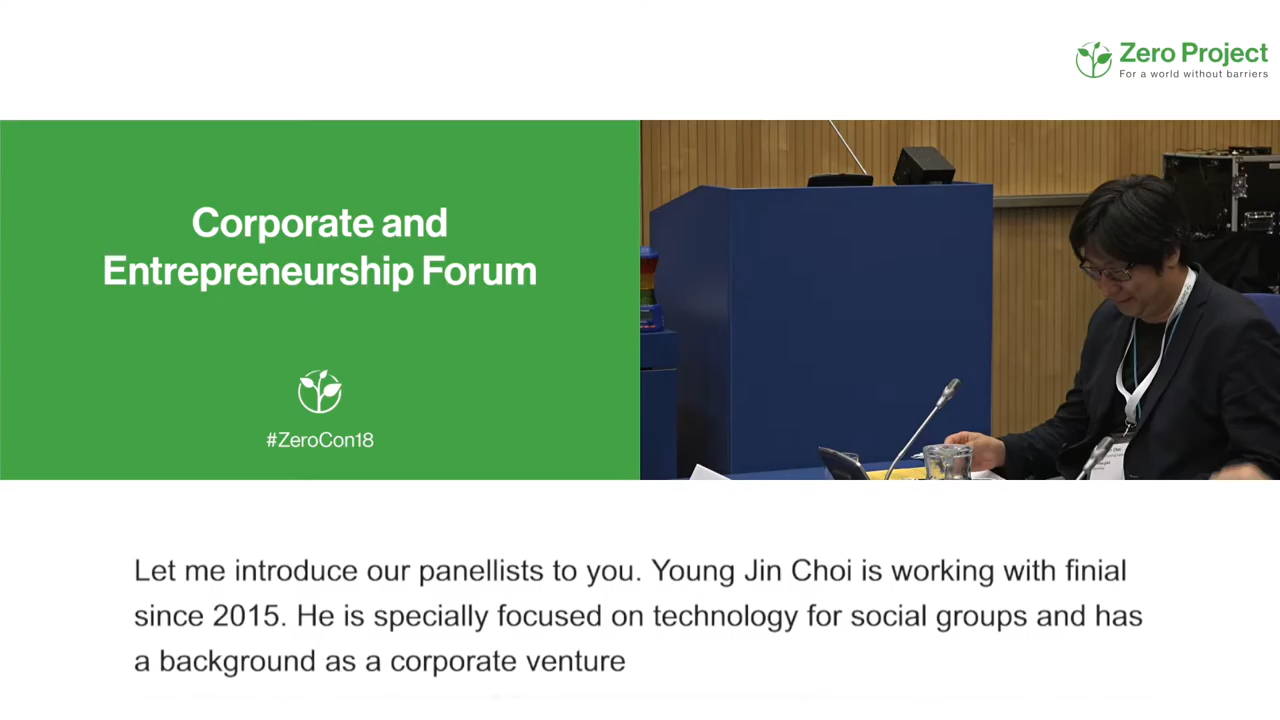 Zero Project
For a world without barriers
Corporate and
Entrepreneurship Forum
#ZeroCon18
Let me introduce our panellists to you. Young Jin Choi is working with finial
since 2015. He is specially focused on technology for social groups and has
a background as a corporate venture